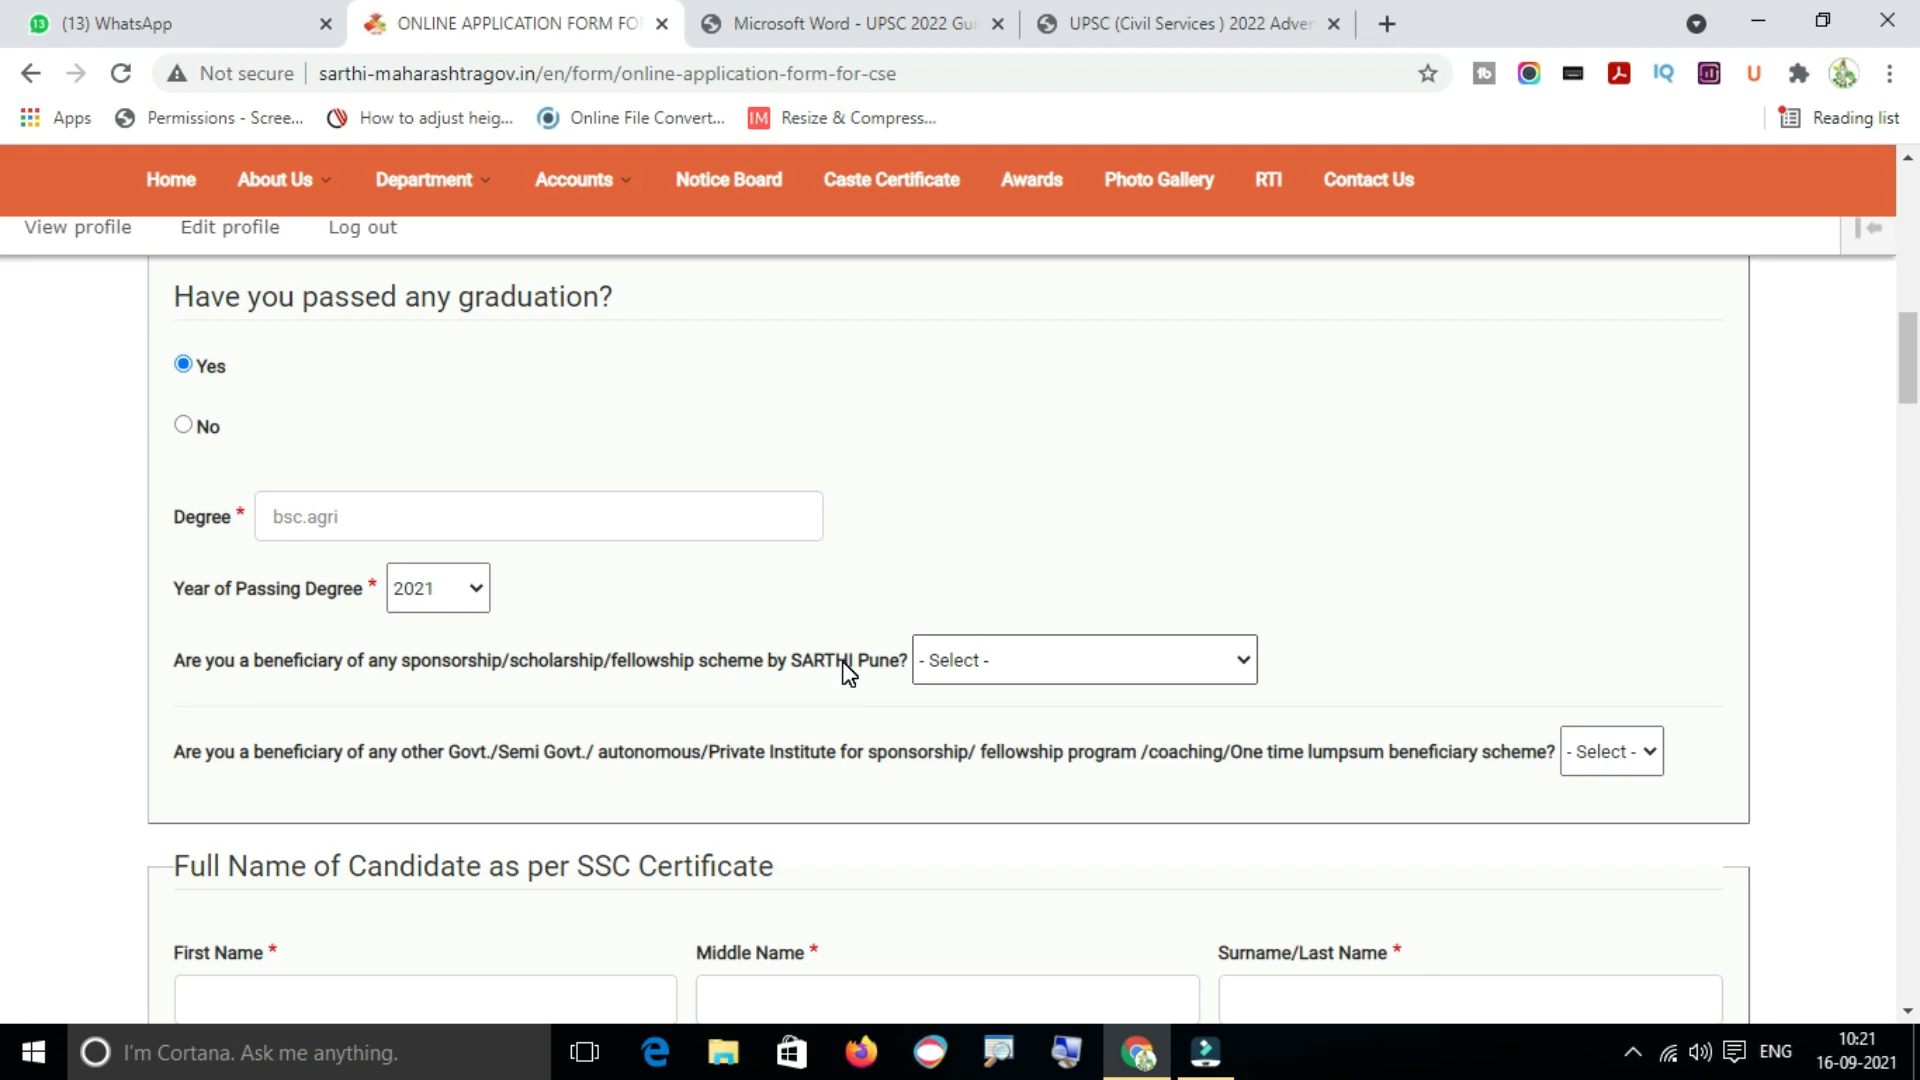 (13) WhatsApp
ONLINE APPLICATION FORM FO
Microsoft Word - UPSC 2022 Gui
UPSC (Civil Services ) 2022 Adver
Not secure
sarthi-maharashtragov.in/en/form/online-application-form-for-cse
Apps
Permissions - Scree...
How to adjust heig...
Online File Convert...
IM
Resize & Compress...
Reading list
Home
About Us
Department
Accounts
Notice Board
Caste Certificate
Awards
Photo Gallery
RTI
Contact Us
View profile
Edit profile
Log out
Have you passed any graduation?
Yes
No
Degree * bsc.agri
Year of Passing Degree * 2021
Are you a beneficiary of any sponsorship/scholarship/fellowship scheme by SARTHI Pune? - Select -
Are you a beneficiary of any other Govt./Semi Govt./ autonomous/Private Institute for sponsorship/ fellowship program /coaching/One time lumpsum beneficiary scheme? - Select -
Full Name of Candidate as per SSC Certificate
First Name *
Middle Name *
Surname/Last Name *
I'm Cortana. Ask me anything.
ENG
10:21
16-09-2021